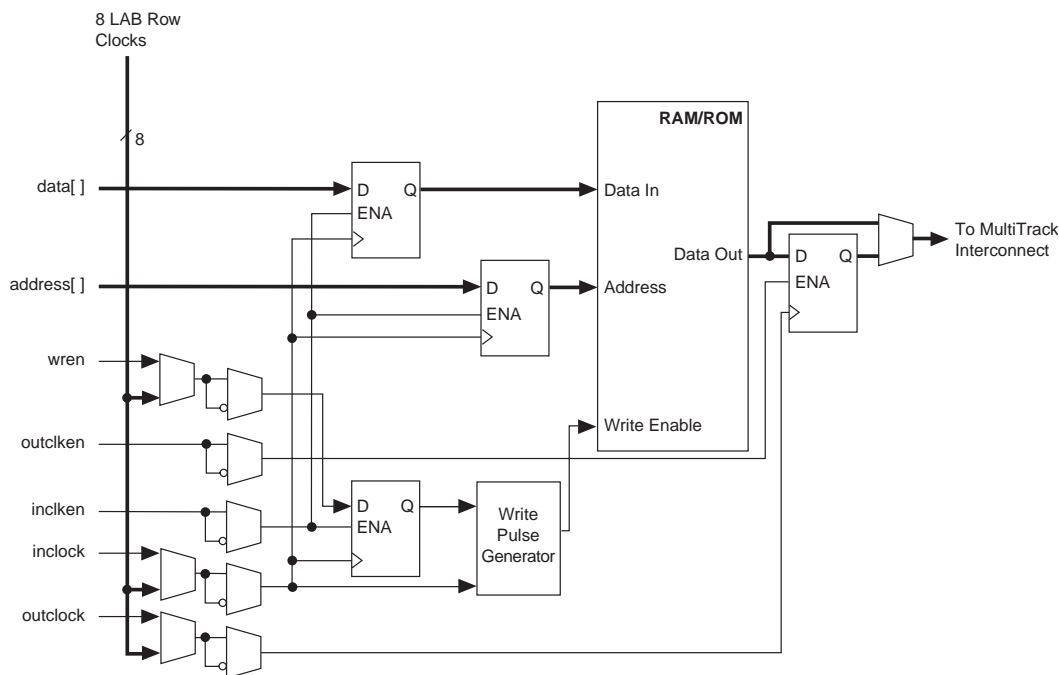 8 LAB Row
Clocks
8
RAM/ROM
data[ ]
D Q
Data In
ENA
To MultiTrack
Interconnect
Data Out
D Q
address[ ]
D Q
Address
ENA
ENA
wren
Write Enable
outclken
inclken
D Q
ENA
Write
Pulse
Generator
inclock
outclock